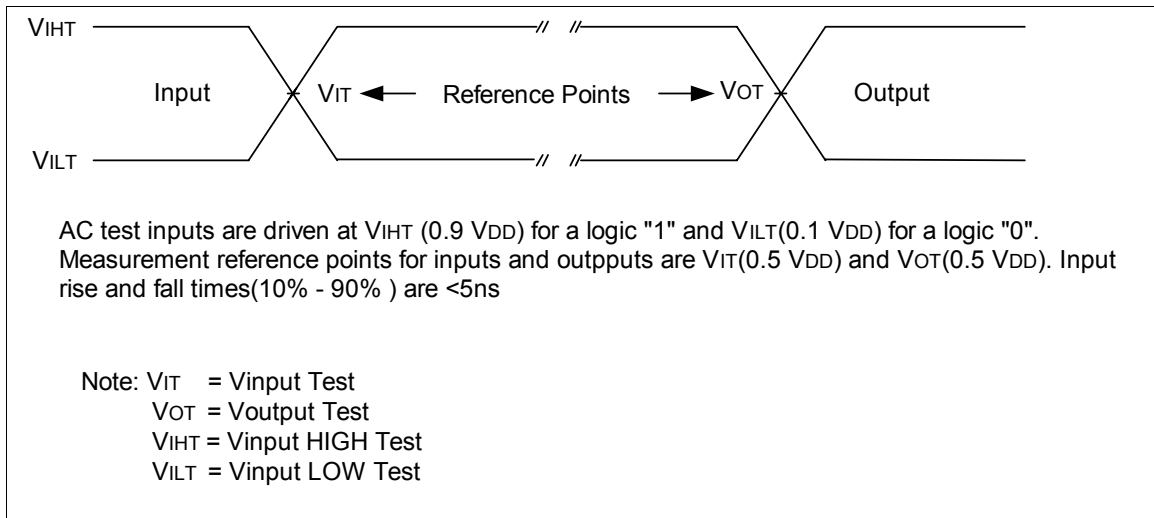 VIHT
Input VIT Reference Points VOT Output
VILT
AC test inputs are driven at VIHT (0.9 VDD) for a logic "1" and VILT(0.1 VDD) for a logic "0".
Measurement reference points for inputs and outpputs are VIT(0.5 VDD) and VOT(0.5 VDD). Input
rise and fall times(10% - 90% ) are <5ns
Note: VIT = Vinput Test
VOT = Voutput Test
VIHT = Vinput HIGH Test
VILT = Vinput LOW Test